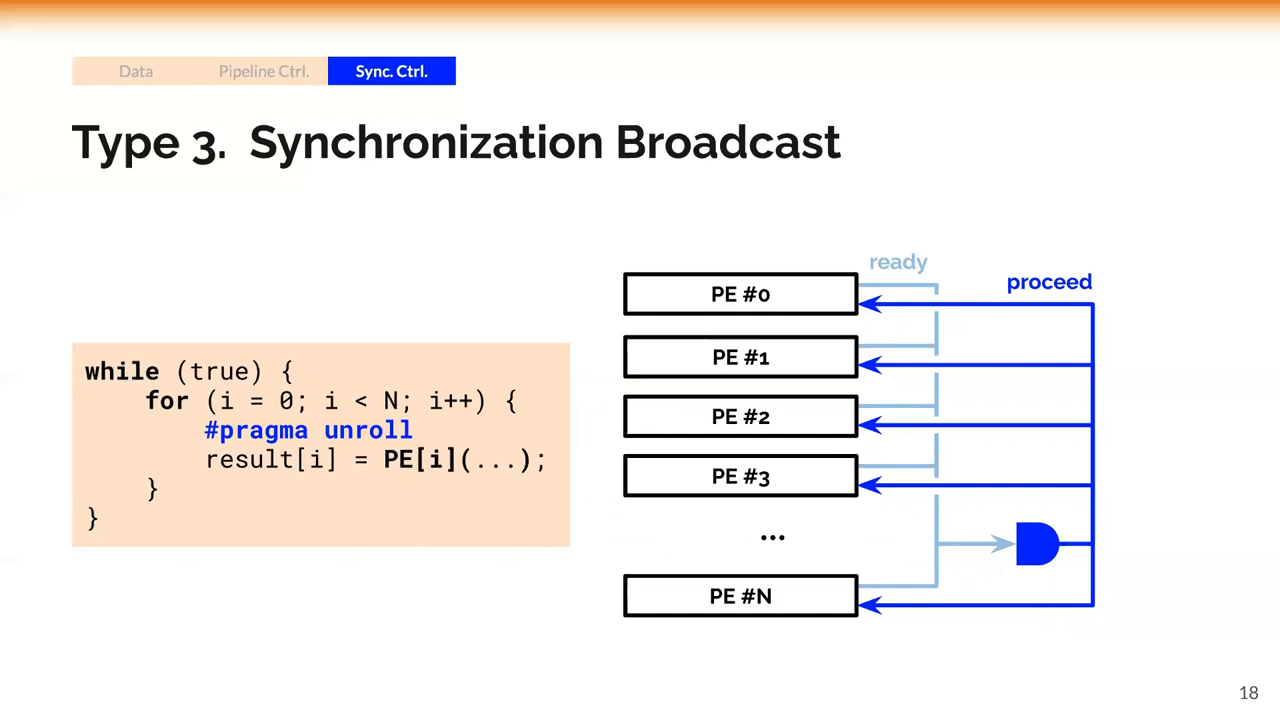 Data Pipeline Ctrl. Sync. Ctrl.
Type 3. Synchronization Broadcast
while (true) {
for (i = 0; i < N; i++) {
#pragma unroll
result[i] = PE[i](...);
}
}
ready
proceed
PE #0
PE #1
PE #2
PE #3
...
PE #N
18